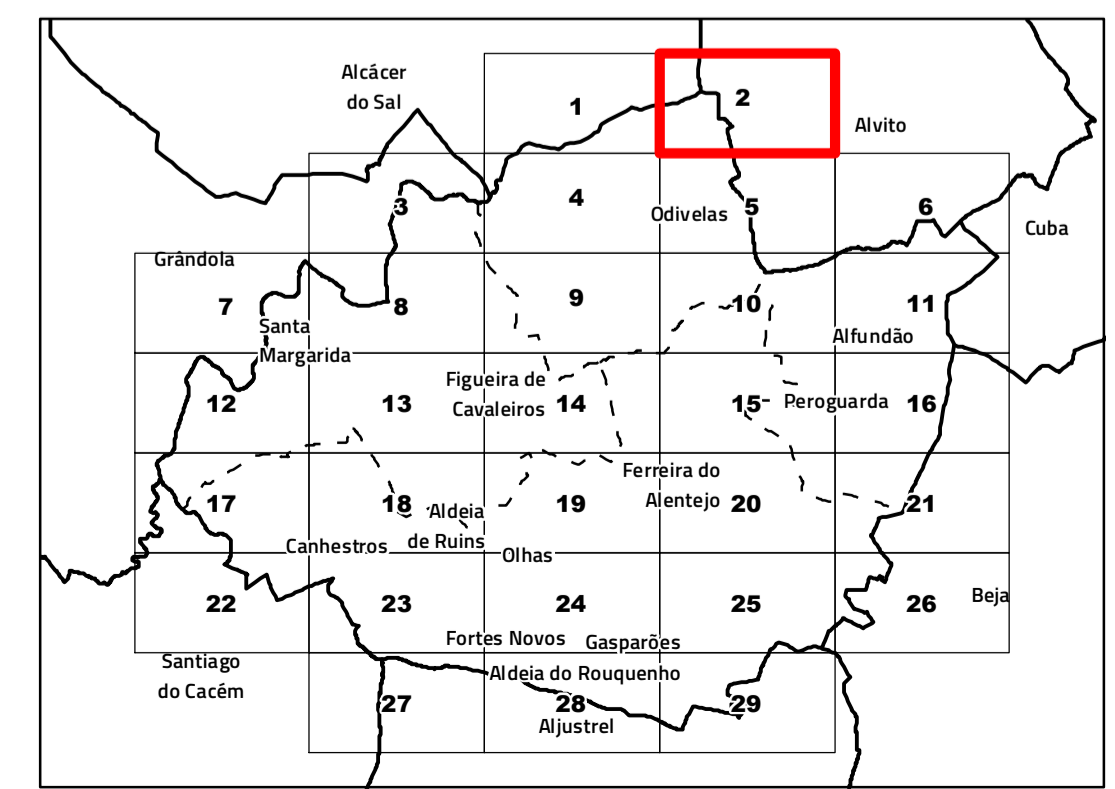 Alcácer
do Sal
1
2
Alvito
3
4
Odivelas
5
6
Cuba
Grândola
7
8
9
10
11
Santa
Margarida
Alfundão
12
13
Figueira de
Cavaleiros
14
15
Peroguarda
16
17
18
Aldeia
de Ruins
19
Ferreira do
Alentejo
20
21
Canhestros
Olhas
22
23
24
25
26
Beja
Fortes Novos
Gasparões
Santiago
do Cacém
Aldeia do Rouquenho
27
28
29
Aljustrel